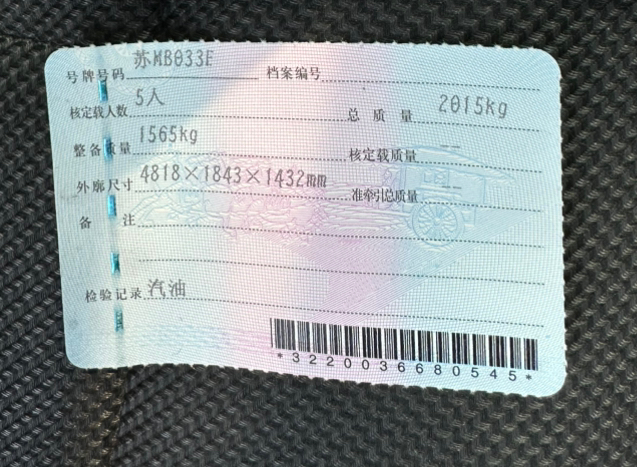 号牌号码 苏MB033E 档案编号
核定载人数 5人 总质量 2015kg
整备质量 1565kg 核定载质量 --
外廓尺寸 4818×1843×1432mm 准牵引总质量 --
备注
检验记录 汽油
*3220036680545*